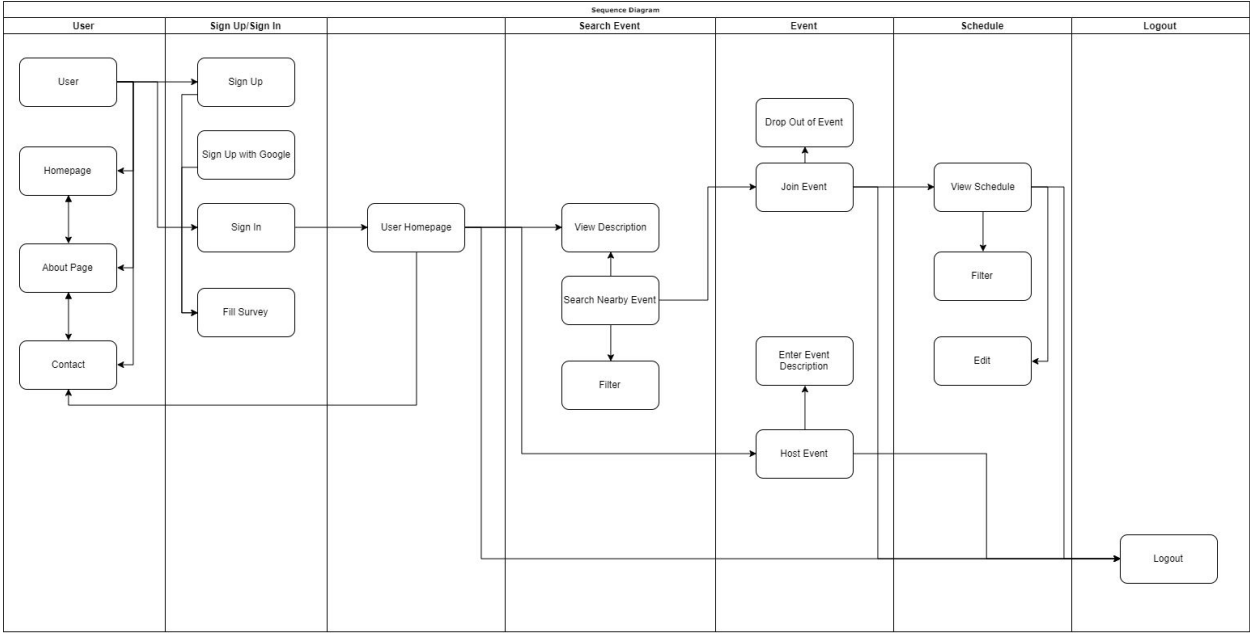 Sequence Diagram
User
Sign Up/Sign In
Search Event
Event
Schedule
Logout
User
Homepage
About Page
Contact
Sign Up
Sign Up with Google
Sign In
Fill Survey
User Homepage
View Description
Search Nearby Event
Filter
Drop Out of Event
Join Event
Enter Event
Description
Host Event
View Schedule
Filter
Edit
Logout